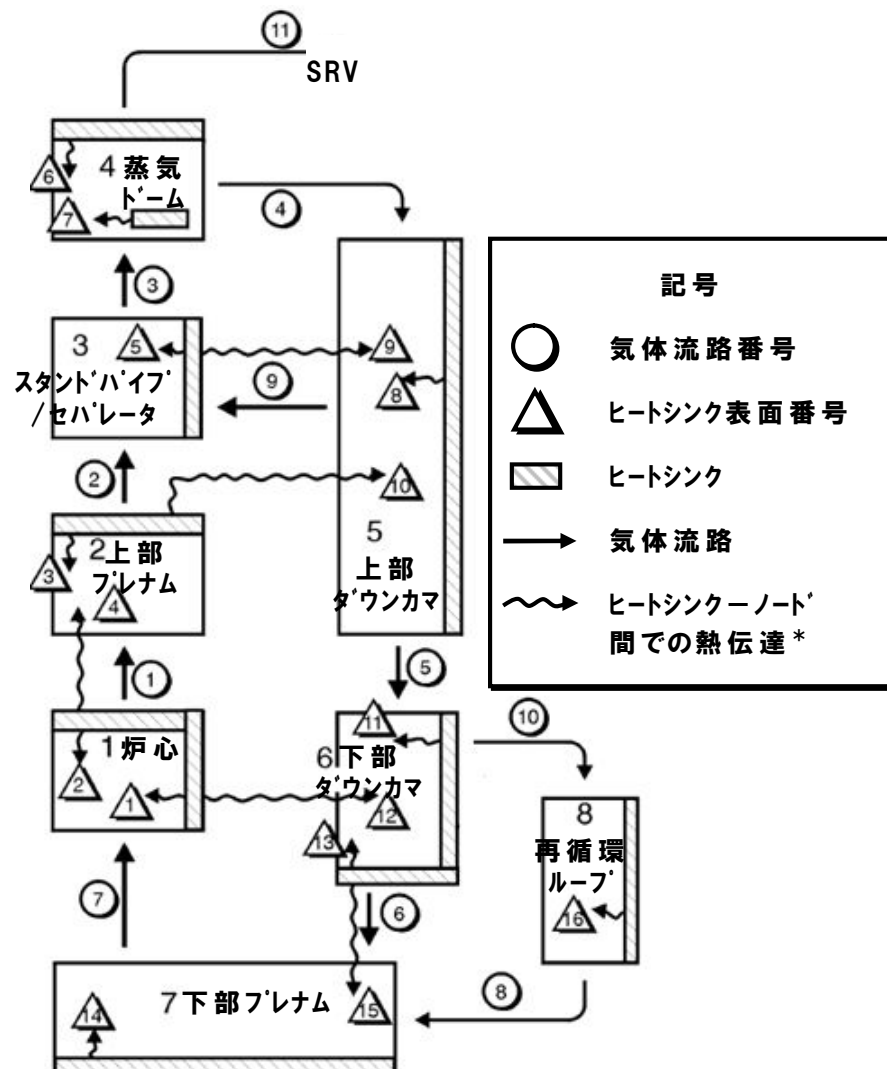 11
SRV
4 蒸気
ドーム
6
7
4
3
3
5
スタンドパイプ
/セパレータ
9
9
8
2
10
2 上部
プレナム
3
4
5
上部
ダウンカマ
記号
気体流路番号
ヒートシンク表面番号
ヒートシンク
気体流路
ヒートシンクーノード
間での熱伝達*
1
5
10
1 炉心
2
1
11
6 下部
ダウンカマ
12
13
8
再循環
ループ
16
7
6
7 下部プレナム
14
15
8